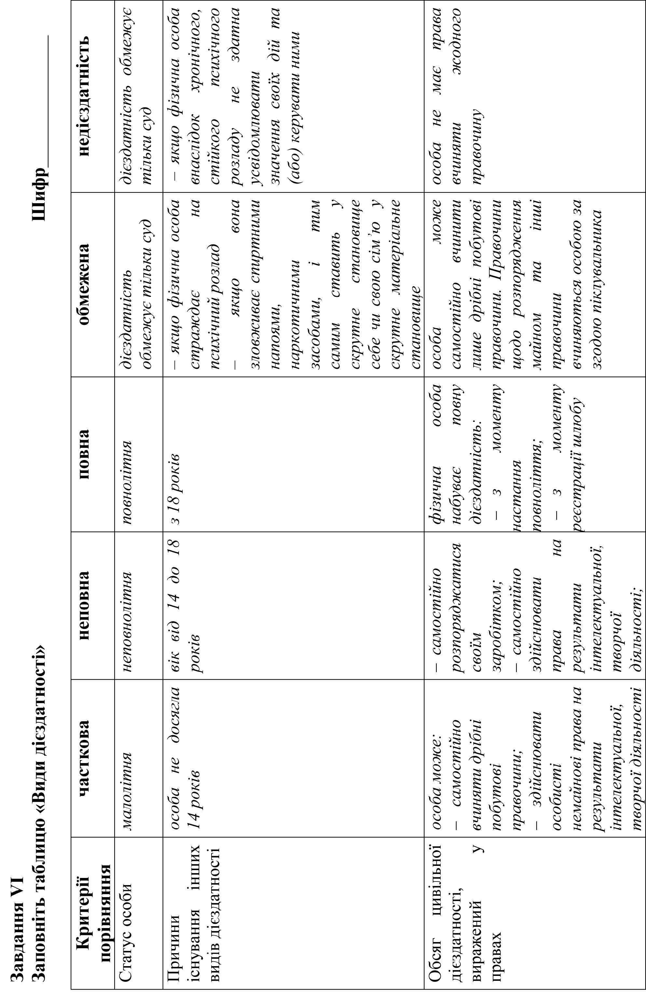 Завдання VI
Заповніть таблицю «Види дієздатності»
Шифр______________
Критерії
порівняння
часткова
неповна
повна
обмежена
недієздатність
Статус особи
малолітня
неповнолітня
повнолітня
дієздатність
обмежує тільки суд
дієздатність обмежує
тільки суд
Причини
існування інших
видів дієздатності
особа не досягла
14 років
вік від 14 до 18
років
з 18 років
– якщо фізична особа
страждає на
психічний розлад
– якщо вона
зловживає спиртними
напоями,
наркотичними
засобами, і тим
самим ставить у
скрутне становище
себе чи свою сім’ю у
скрутне матеріальне
становище
– якщо фізична особа
внаслідок хронічного,
стійкого психічного
розладу не здатна
усвідомлювати
значення своїх дій та
(або) керувати ними
Обсяг цивільної
дієздатності,
виражений у
правах
особа може:
– самостійно
вчиняти дрібні
побутові
правочини;
– здійснювати
особисті
немайнові права на
результати
інтелектуальної,
творчої діяльності
– самостійно
розпоряджатися
своїм
заробітком;
– самостійно
здійснювати
права на
результати
інтелектуальної,
творчої
діяльності;
фізична особа
набуває повну
дієздатність:
– з моменту
настання
повноліття;
– з моменту
реєстрації шлюбу
особа може
самостійно вчинити
лише дрібні побутові
правочина. Правочини
щодо розпорядження
майном та інші
правочини
вчиняються особою за
згодою піклувальника
особа не має права
вчиняти жодного
правочину